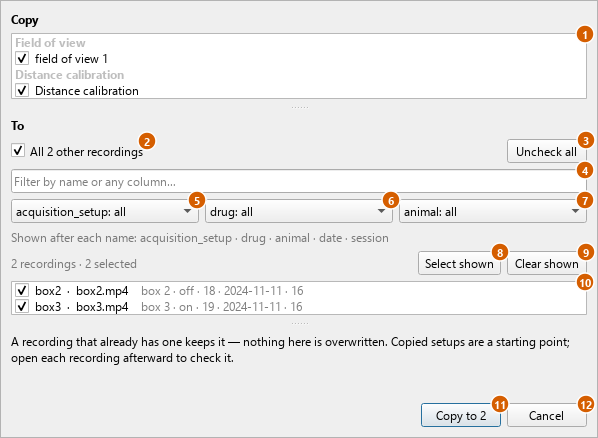 Copy
1
Field of view
field of view 1
Distance calibration
Distance calibration
To
2
All 2 other recordings
3
Uncheck all
4
Filter by name or any column...
5
acquisition_setup: all
6
drug: all
7
animal: all
Shown after each name: acquisition_setup · drug · animal · date · session
2 recordings · 2 selected
8
Select shown
9
Clear shown
10
box2 · box2.mp4 box 2 · off · 18 · 2024-11-11 · 16
box3 · box3.mp4 box 3 · on · 19 · 2024-11-11 · 16
A recording that already has one keeps it — nothing here is overwritten. Copied setups are a starting point;
open each recording afterward to check it.
11
Copy to 2
12
Cancel